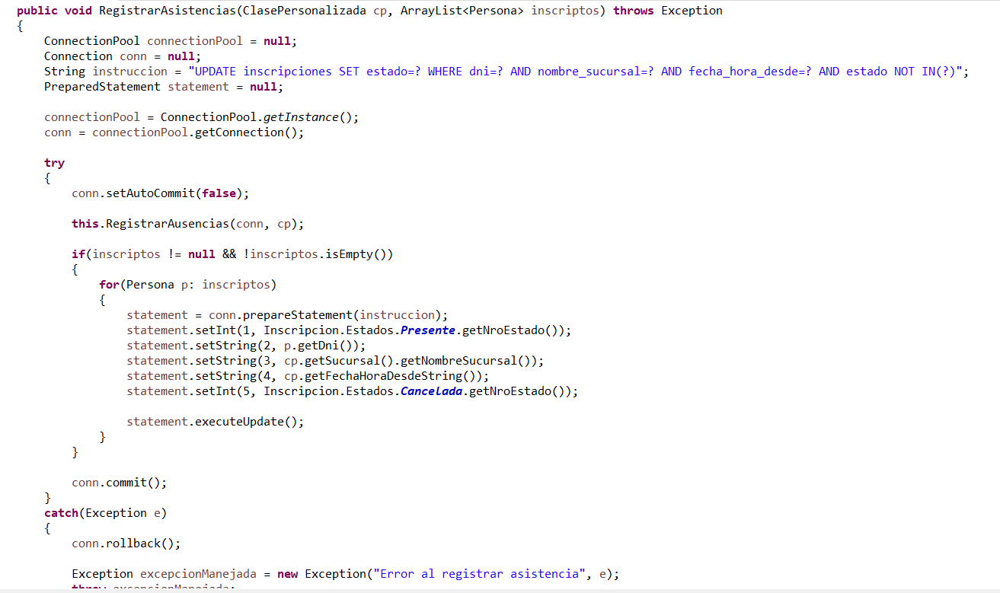 public void RegistrarAsistencias(ClasePersonalizada cp, ArrayList<Persona> inscriptos) throws Exception
{
    ConnectionPool connectionPool = null;
    Connection conn = null;
    String instruccion = "UPDATE inscripciones SET estado=? WHERE dni=? AND nombre_sucursal=? AND fecha_hora_desde=? AND estado NOT IN(?)";
    PreparedStatement statement = null;

    connectionPool = ConnectionPool.getInstance();
    conn = connectionPool.getConnection();

    try
    {
        conn.setAutoCommit(false);

        this.RegistrarAusencias(conn, cp);

        if(inscriptos != null && !inscriptos.isEmpty())
        {
            for(Persona p: inscriptos)
            {
                statement = conn.prepareStatement(instruccion);
                statement.setInt(1, Inscripcion.Estados.Presente.getNroEstado());
                statement.setString(2, p.getDni());
                statement.setString(3, cp.getSucursal().getNombreSucursal());
                statement.setString(4, cp.getFechaHoraDesdeString());
                statement.setInt(5, Inscripcion.Estados.Cancelada.getNroEstado());

                statement.executeUpdate();
            }
        }

        conn.commit();
    }
    catch(Exception e)
    {
        conn.rollback();

        Exception excepcionManejada = new Exception("Error al registrar asistencia", e);
        throw excepcionManejada;